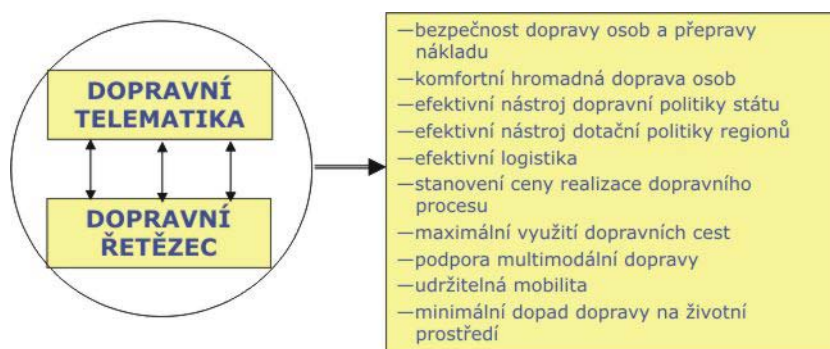 DOPRAVNÍ
TELEMATIKA
DOPRAVNÍ
ŘETĚZEC
—bezpečnost dopravy osob a přepravy
nákladu
—komfortní hromadná doprava osob
—efektivní nástroj dopravní politiky státu
—efektivní nástroj dotační politiky regionů
—efektivní logistika
—stanovení ceny realizace dopravního
procesu
—maximální využití dopravních cest
—podpora multimodální dopravy
—udržitelná mobilita
—minimální dopad dopravy na životní
prostředí